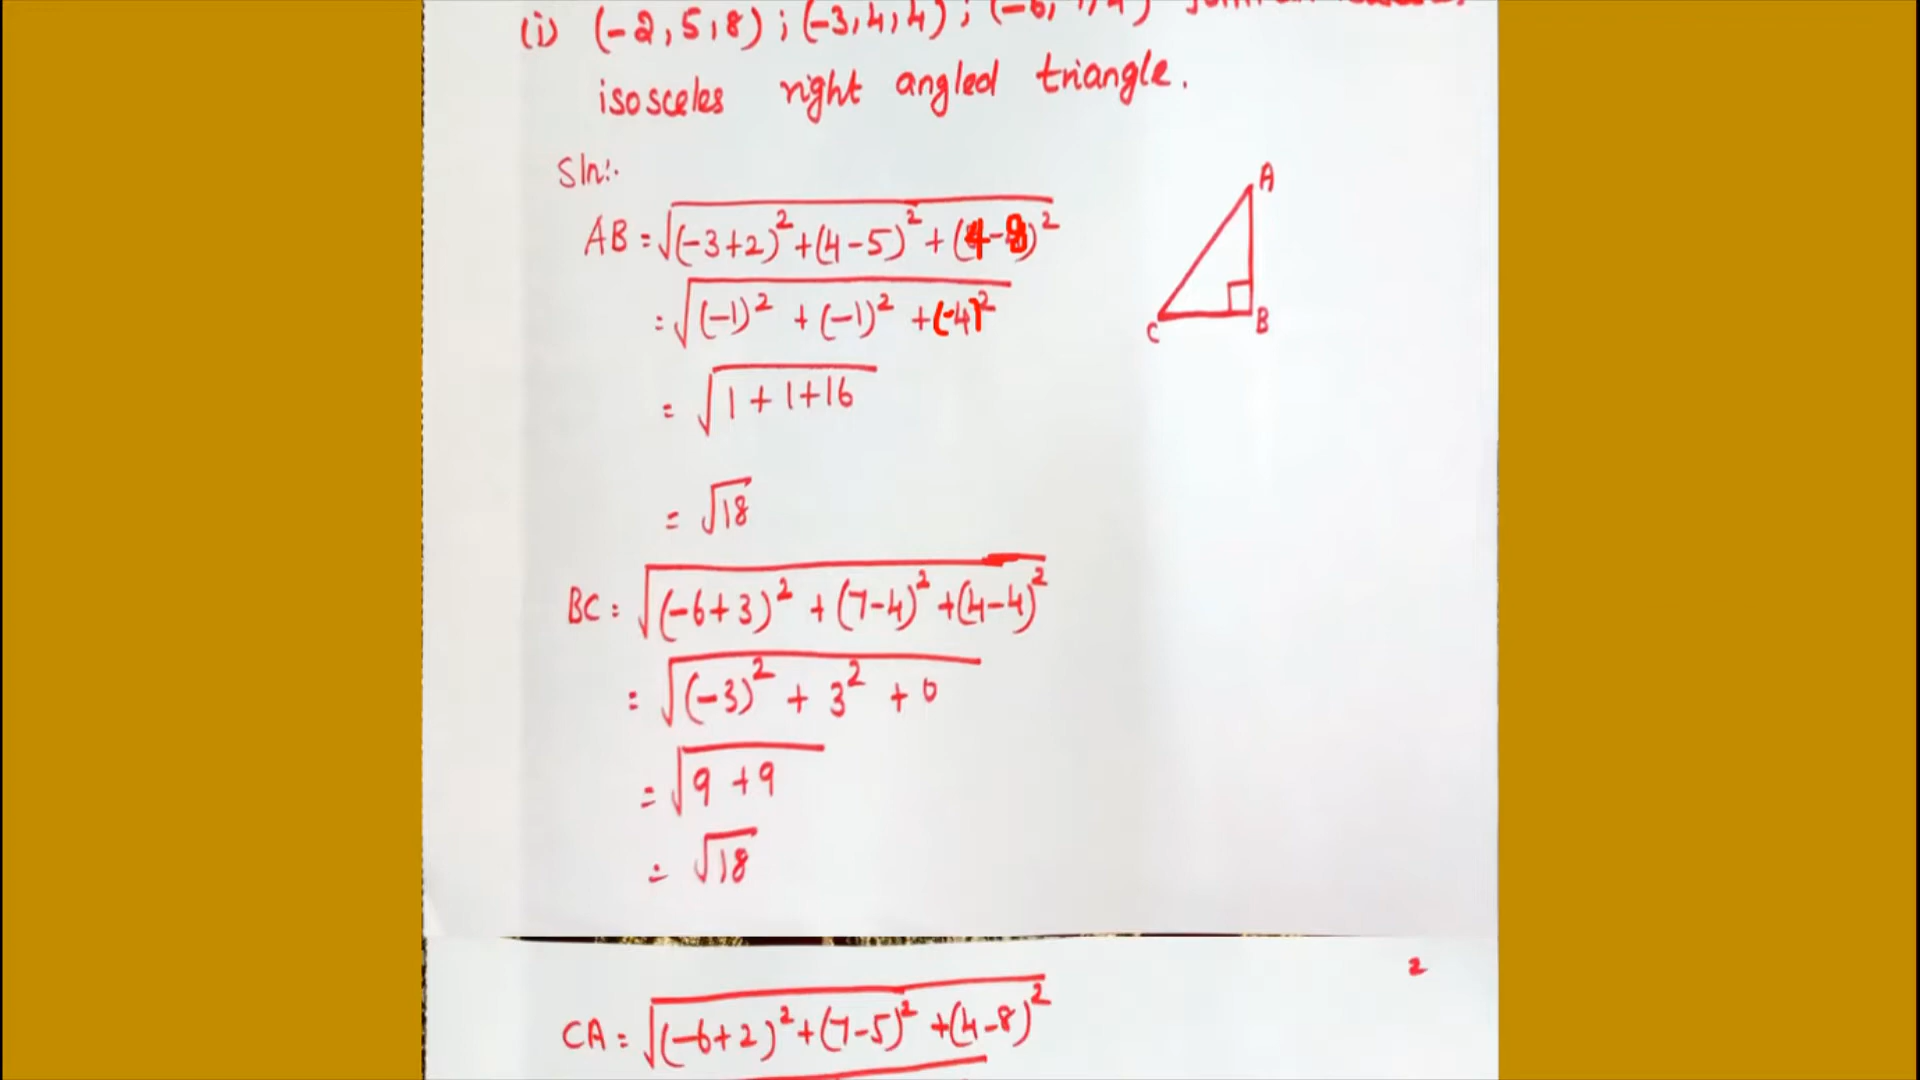 (i) (-2,5,8) ; (-3,4,4) ; (-6,
isosceles right angled triangle.
Sln:-
A
AB = √(-3+2)² + (4-5)² + (4-8)²
= √(-1)² + (-1)² + (-4)²
C B
= √1 + 1 + 16
= √18
BC = √(-6+3)² + (7-4)² + (4-4)²
= √(-3)² + 3² + 0
= √9 + 9
= √18
2
CA = √(-6+2)² + (7-5)² + (4-8)²